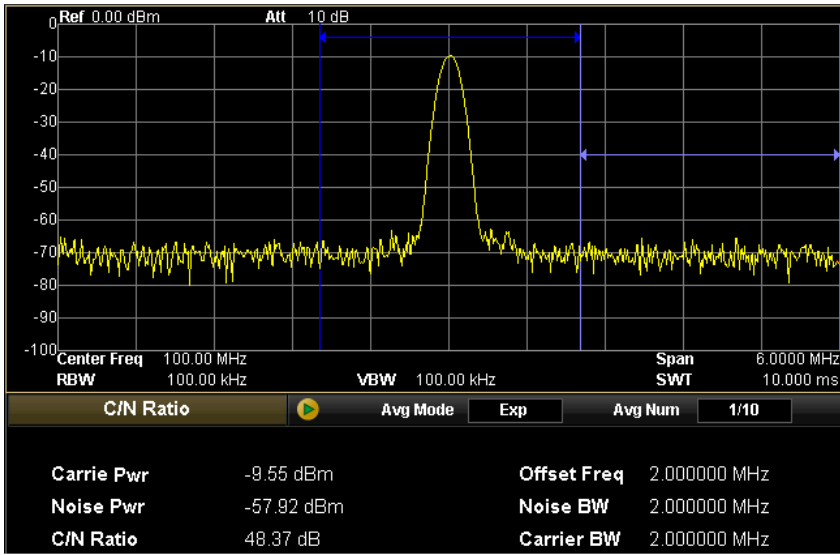 Ref 0.00 dBm Att 10 dB
0
-10
-20
-30
-40
-50
-60
-70
-80
-90
-100
Center Freq 100.00 MHz Span 6.0000 MHz
RBW 100.00 kHz VBW 100.00 kHz SWT 10.000 ms
C/N Ratio Avg Mode Exp Avg Num 1/10
Carrie Pwr -9.55 dBm Offset Freq 2.000000 MHz
Noise Pwr -57.92 dBm Noise BW 2.000000 MHz
C/N Ratio 48.37 dB Carrier BW 2.000000 MHz